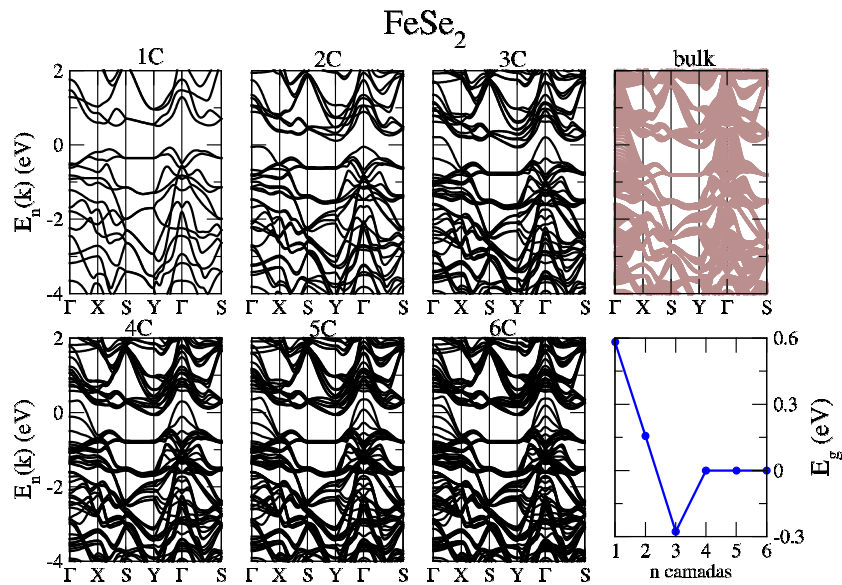 FeSe2
1C 2C 3C bulk
2
0
-2
-4
En(k) (eV)
Γ X S Y Γ S Γ X S Y Γ S Γ X S Y Γ S Γ X S Y Γ S
4C 5C 6C
2
0
-2
-4
En(k) (eV)
Γ X S Y Γ S Γ X S Y Γ S Γ X S Y Γ S
0.6
0.3
0
-0.3
Eg (eV)
1 2 3 4 5 6
n camadas